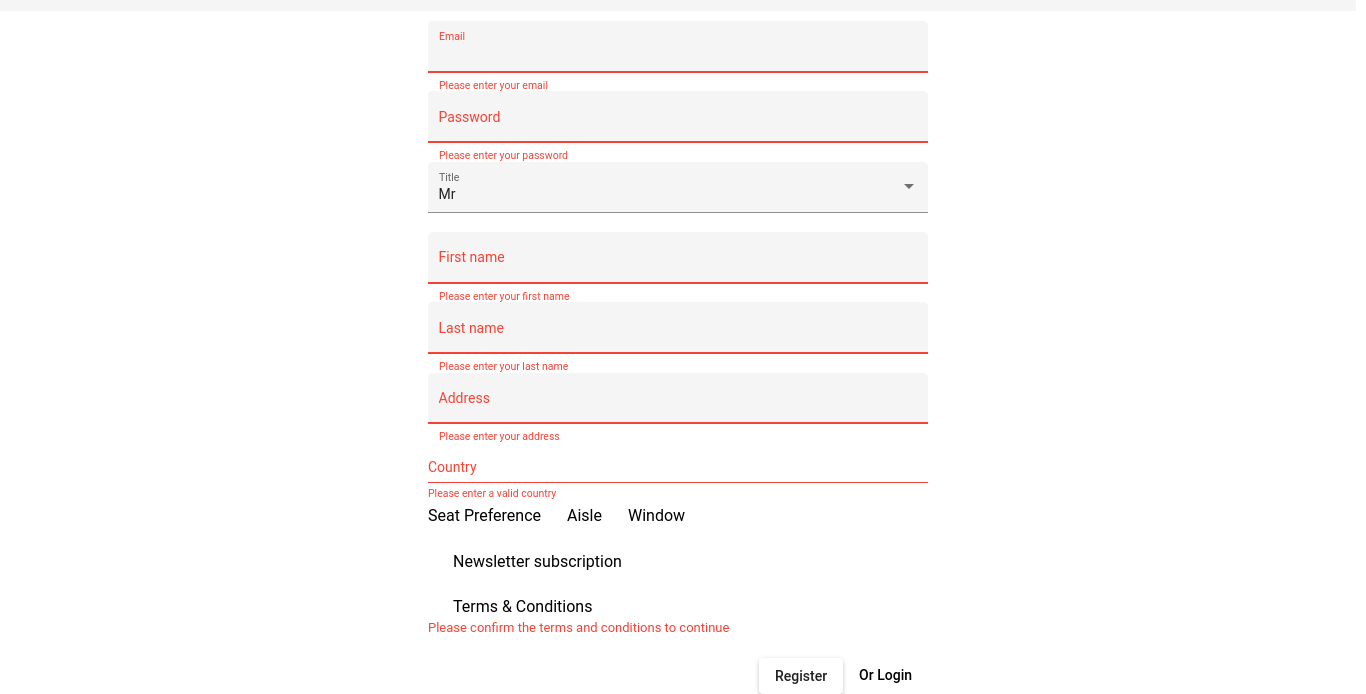 Email
Please enter your email
Password
Please enter your password
Title
Mr
First name
Please enter your first name
Last name
Please enter your last name
Address
Please enter your address
Country
Please enter a valid country
Seat Preference Aisle Window
Newsletter subscription
Terms & Conditions
Please confirm the terms and conditions to continue
Register Or Login